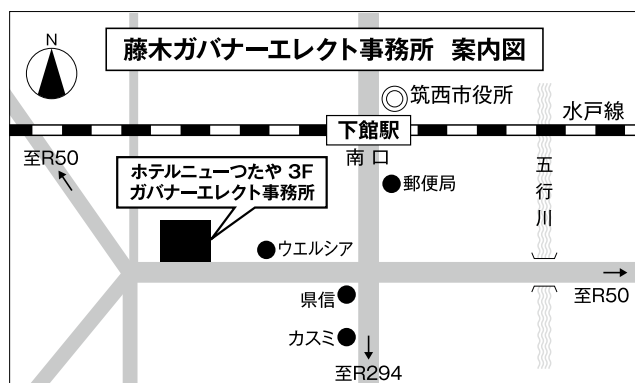 N
藤木ガバナーエレクト事務所 案内図
筑西市役所
水戸線
下館駅
南口
至R50
ホテルニューつたや 3F
ガバナーエレクト事務所
郵便局
五行川
ウエルシア
至R50
県信
カスミ
至R294